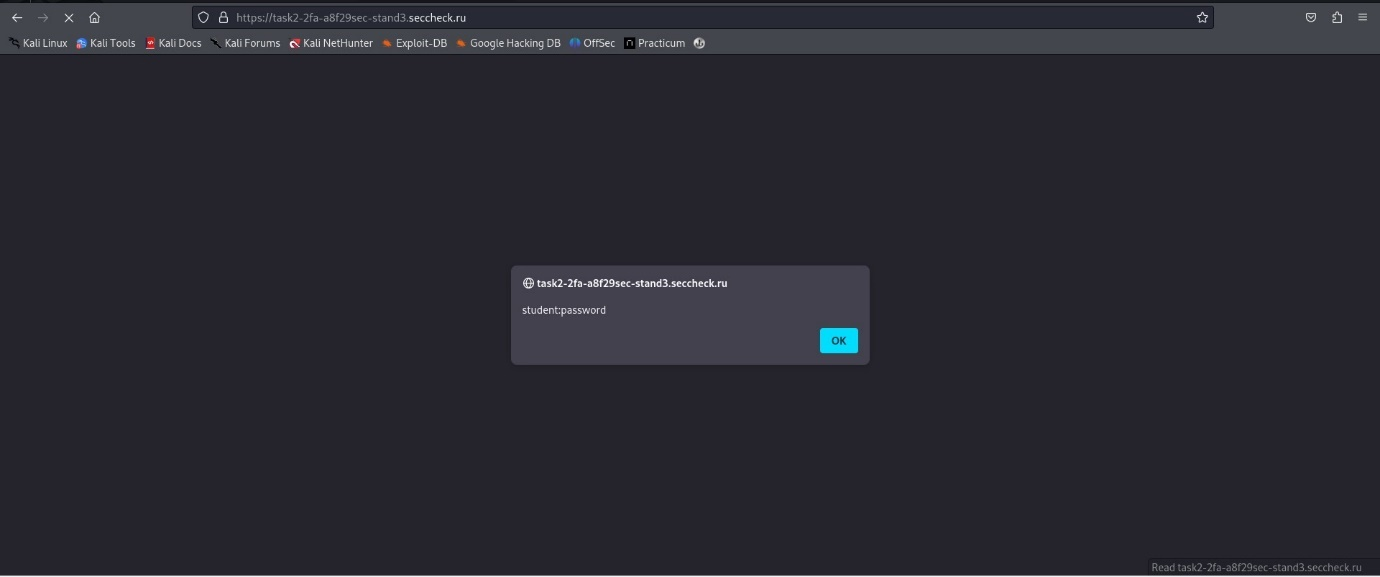 https://task2-2fa-a8f29sec-stand3.seccheck.ru
Kali Linux Kali Tools Kali Docs Kali Forums Kali NetHunter Exploit-DB Google Hacking DB OffSec Practicum
task2-2fa-a8f29sec-stand3.seccheck.ru
student:password
OK
Read task2-2fa-a8f29sec-stand3.seccheck.ru